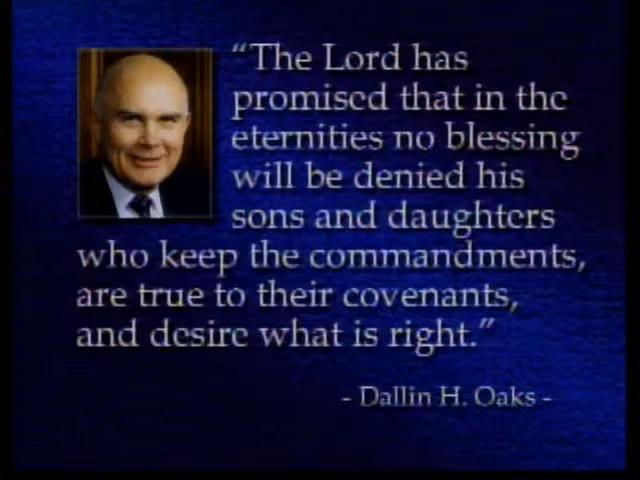 “The Lord has
promised that in the
eternities no blessing
will be denied his
sons and daughters
who keep the commandments,
are true to their covenants,
and desire what is right.”
- Dallin H. Oaks -